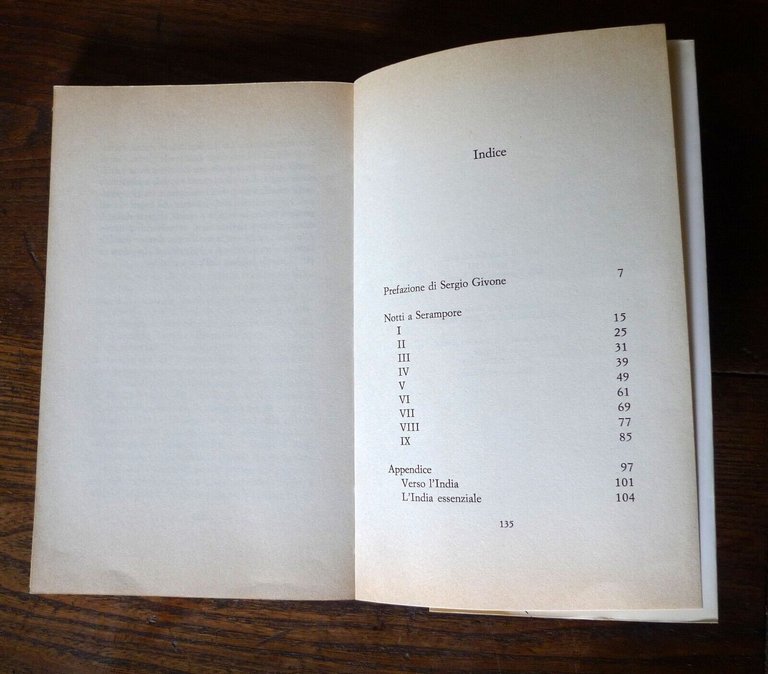 Indice
Prefazione di Sergio Givone 7
Notti a Serampore
I 15
II 25
III 31
IV 39
V 49
VI 61
VII 69
VIII 77
IX 85
Appendice 97
Verso l'India 101
L'India essenziale 104
135